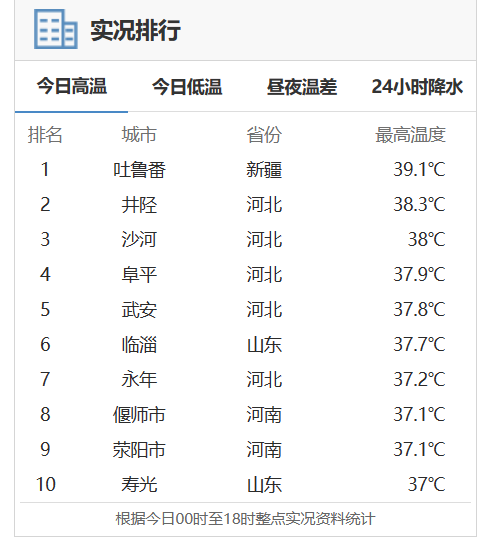 实况排行
今日高温 今日低温 昼夜温差 24小时降水
排名 城市 省份 最高温度
1 吐鲁番 新疆 39.1℃
2 井陉 河北 38.3℃
3 沙河 河北 38℃
4 阜平 河北 37.9℃
5 武安 河北 37.8℃
6 临淄 山东 37.7℃
7 永年 河北 37.2℃
8 偃师市 河南 37.1℃
9 荥阳市 河南 37.1℃
10 寿光 山东 37℃
根据今日00时至18时整点实况资料统计